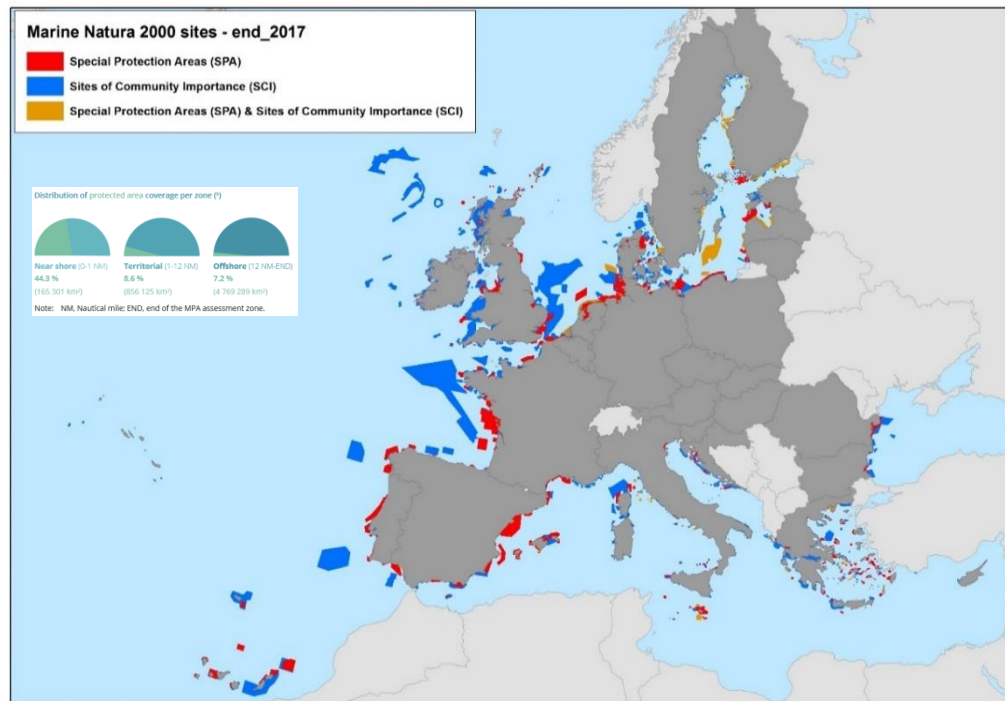 Marine Natura 2000 sites - end_2017
Special Protection Areas (SPA)
Sites of Community Importance (SCI)
Special Protection Areas (SPA) & Sites of Community Importance (SCI)
Distribution of protected area coverage per zone (⁵)
Near shore (0-1 NM) Territorial (1-12 NM) Offshore (12 NM-END)
44.3 % 8.6 % 7.2 %
(165 301 km²) (856 125 km²) (4 769 289 km²)
Note: NM, Nautical mile; END, end of the MPA assessment zone.